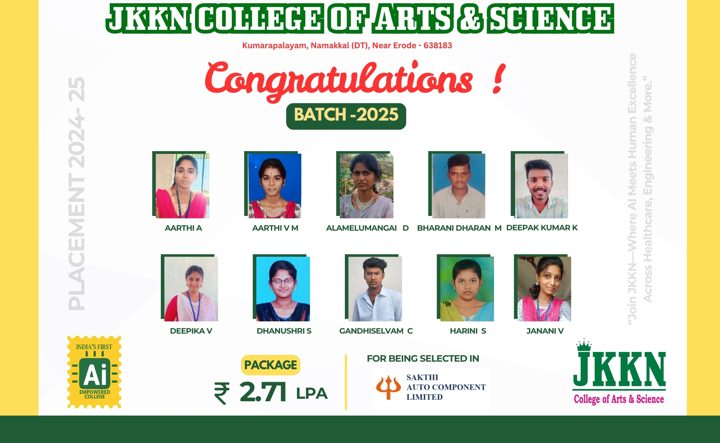 JKKN COLLEGE OF ARTS & SCIENCE
Kumarapalayam, Namakkal (DT), Near Erode - 638183
Congratulations !
BATCH -2025
PLACEMENT 2024- 25
"Join JKKN—Where AI Meets Human Excellence
Across Healthcare, Engineering & More."
AARTHI A
AARTHI V M
ALAMELUMANGAI D
BHARANI DHARAN M
DEEPAK KUMAR K
DEEPIKA V
DHANUSHRI S
GANDHISELVAM C
HARINI S
JANANI V
INDIA'S FIRST
Ai
EMPOWERED
COLLEGE
PACKAGE
₹ 2.71 LPA
FOR BEING SELECTED IN
SAKTHI
AUTO COMPONENT
LIMITED
JKKN
College of Arts & Science